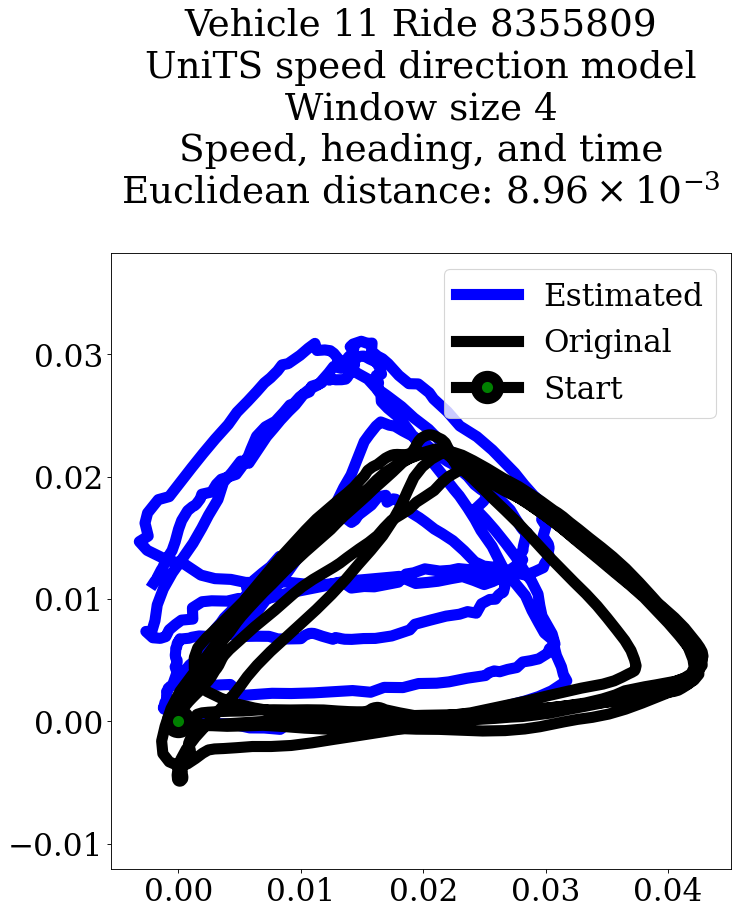 Vehicle 11 Ride 8355809
UniTS speed direction model
Window size 4
Speed, heading, and time
Euclidean distance: 8.96 × 10⁻³
Estimated
Original
Start
0.03
0.02
0.01
0.00
−0.01
0.00 0.01 0.02 0.03 0.04